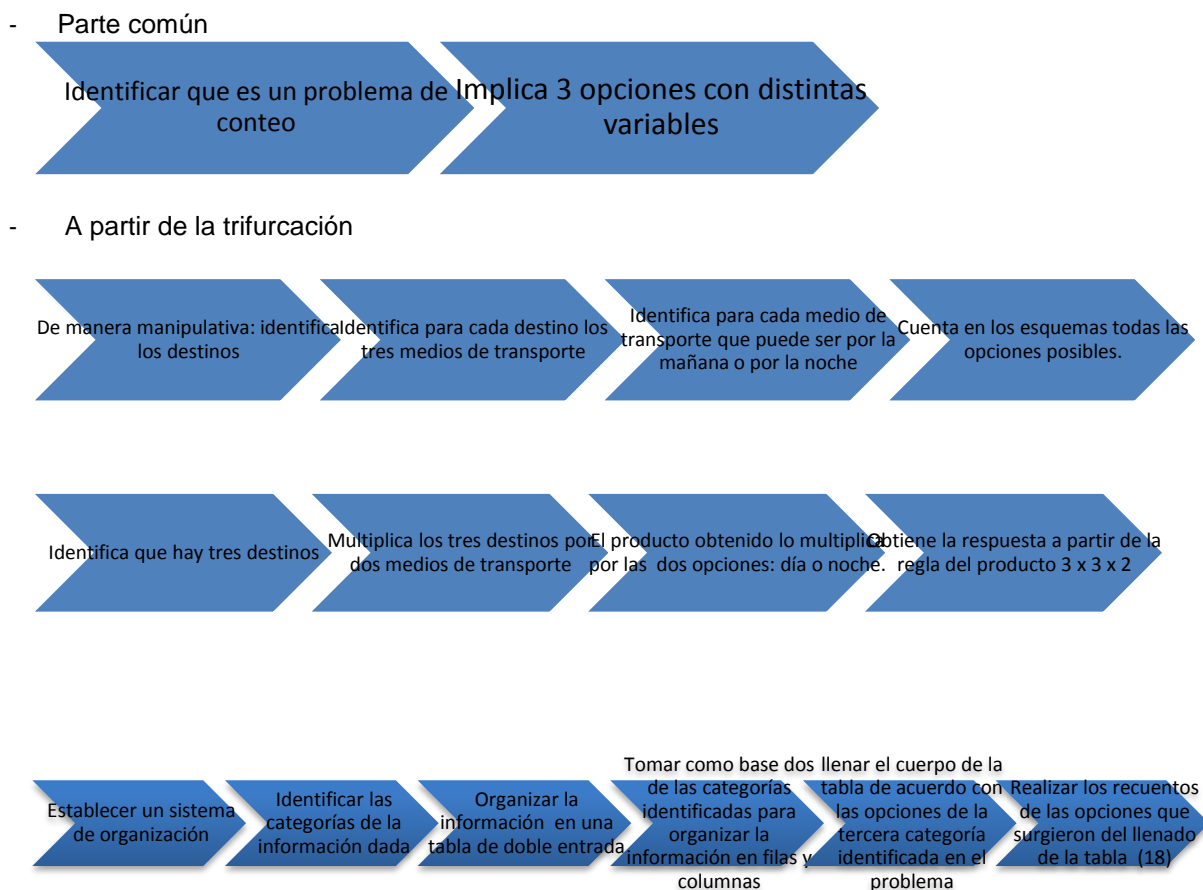 - Parte común
Identificar que es un problema de
conteo
Implica 3 opciones con distintas
variables
- A partir de la trifurcación
De manera manipulativa: identifica
los destinos
Identifica para cada destino los
tres medios de transporte
Identifica para cada medio de
transporte que puede ser por la
mañana o por la noche
Cuenta en los esquemas todas las
opciones posibles.
Identifica que hay tres destinos
Multiplica los tres destinos por
dos medios de transporte
El producto obtenido lo multiplica
por las dos opciones: día o noche.
Obtiene la respuesta a partir de la
regla del producto 3 x 3 x 2
Establecer un sistema
de organización
Identificar las
categorías de la
información dada
Organizar la
información en una
tabla de doble entrada
Tomar como base dos
de las categorías
identificadas para
organizar la
información en filas y
columnas
llenar el cuerpo de la
tabla de acuerdo con
las opciones de la
tercera categoría
identificada en el
problema
Realizar los recuentos
de las opciones que
surgieron del llenado
de la tabla (18)